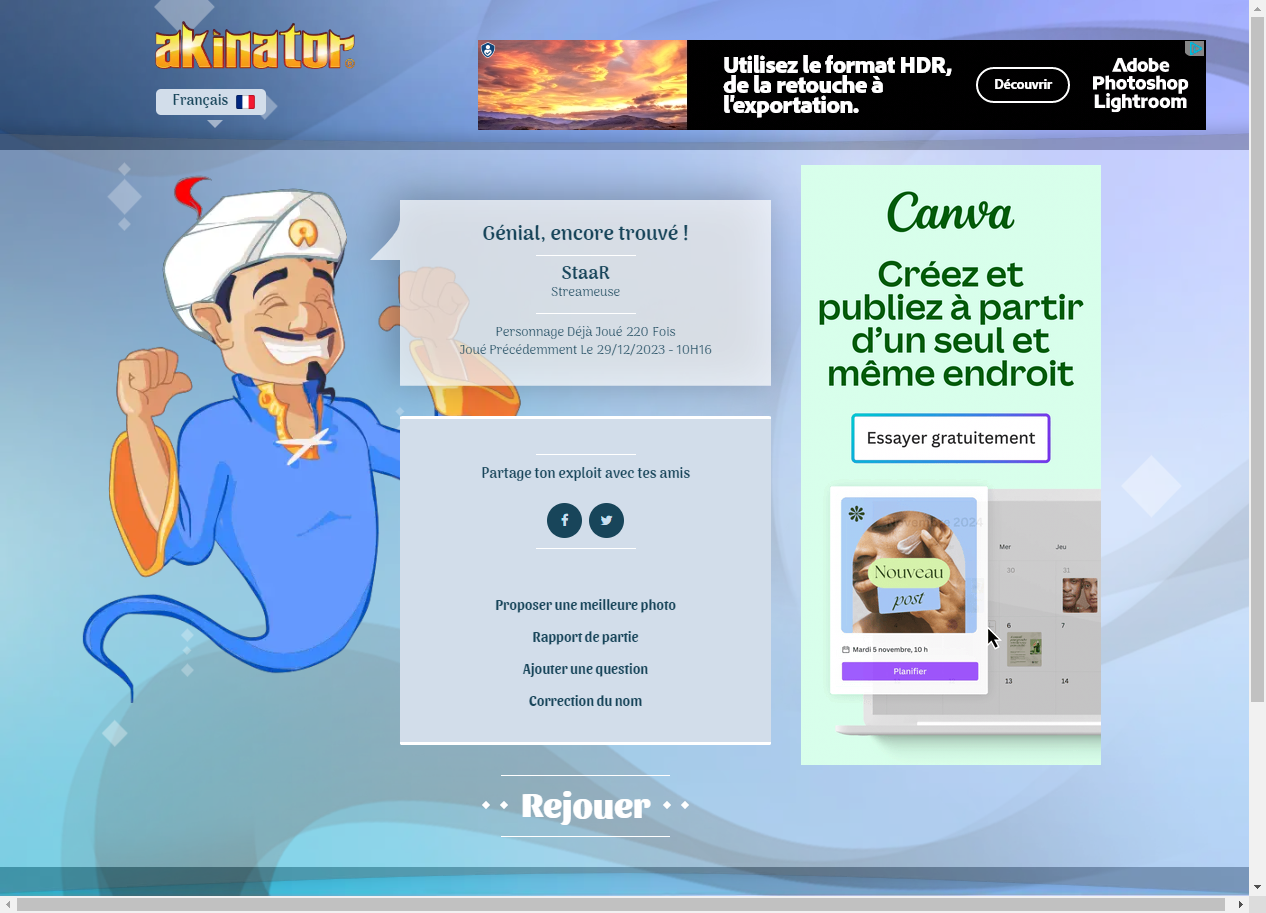 akinator
Français
Utilisez le format HDR,
de la retouche à
l'exportation.
Découvrir
Adobe
Photoshop
Lightroom
Génial, encore trouvé !
StaaR
Streameuse
Personnage Déjà Joué 220 Fois
Joué Précédemment Le 29/12/2023 - 10H16
Partage ton exploit avec tes amis
Proposer une meilleure photo
Rapport de partie
Ajouter une question
Correction du nom
Rejouer
Canva
Créez et
publiez à partir
d'un seul et
même endroit
Essayer gratuitement
Novembre 2024
Mer Jeu
30 31
Nouveau
post
6 7
Mardi 5 novembre, 10 h
Planifier
13 14